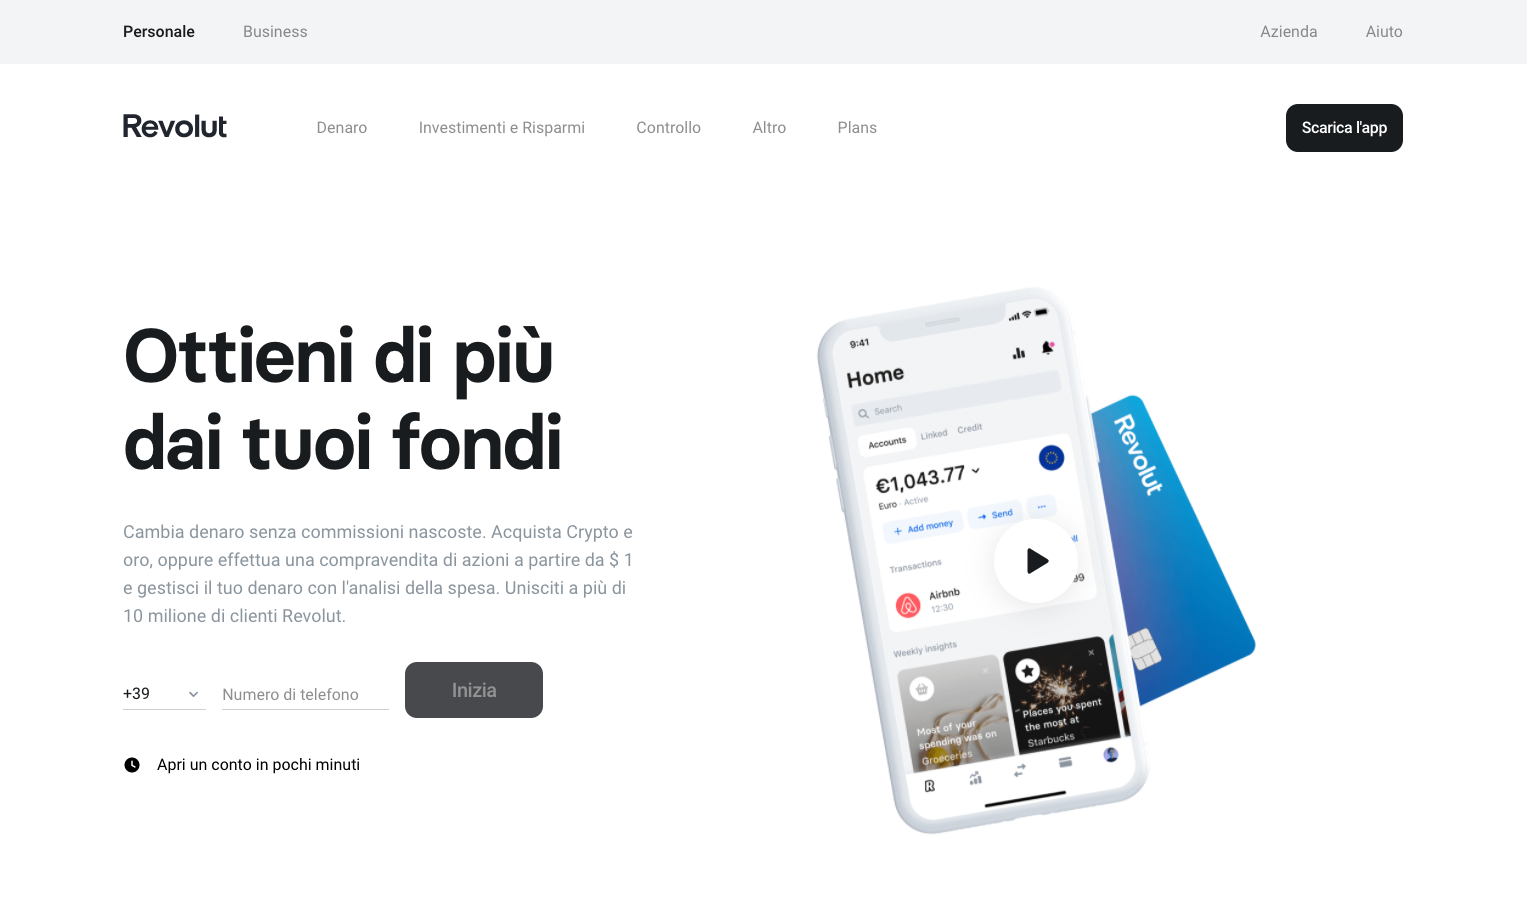 Personale
Business
Azienda
Aiuto
Revolut
Denaro
Investimenti e Risparmi
Controllo
Altro
Plans
Scarica l'app
Ottieni di più
dai tuoi fondi
Cambia denaro senza commissioni nascoste. Acquista Crypto e
oro, oppure effettua una compravendita di azioni a partire da $ 1
e gestisci il tuo denaro con l'analisi della spesa. Unisciti a più di
10 milione di clienti Revolut.
+39
Numero di telefono
Inizia
Apri un conto in pochi minuti
9:41
Home
Search
Accounts
Linked
Credit
€1,043.77
Euro · Active
+ Add money
→ Send
···
Transactions
Airbnb
12:30
Weekly insights
Most of your
spending was on
Groeceries
Places you spent
the most at
Starbucks
Revolut